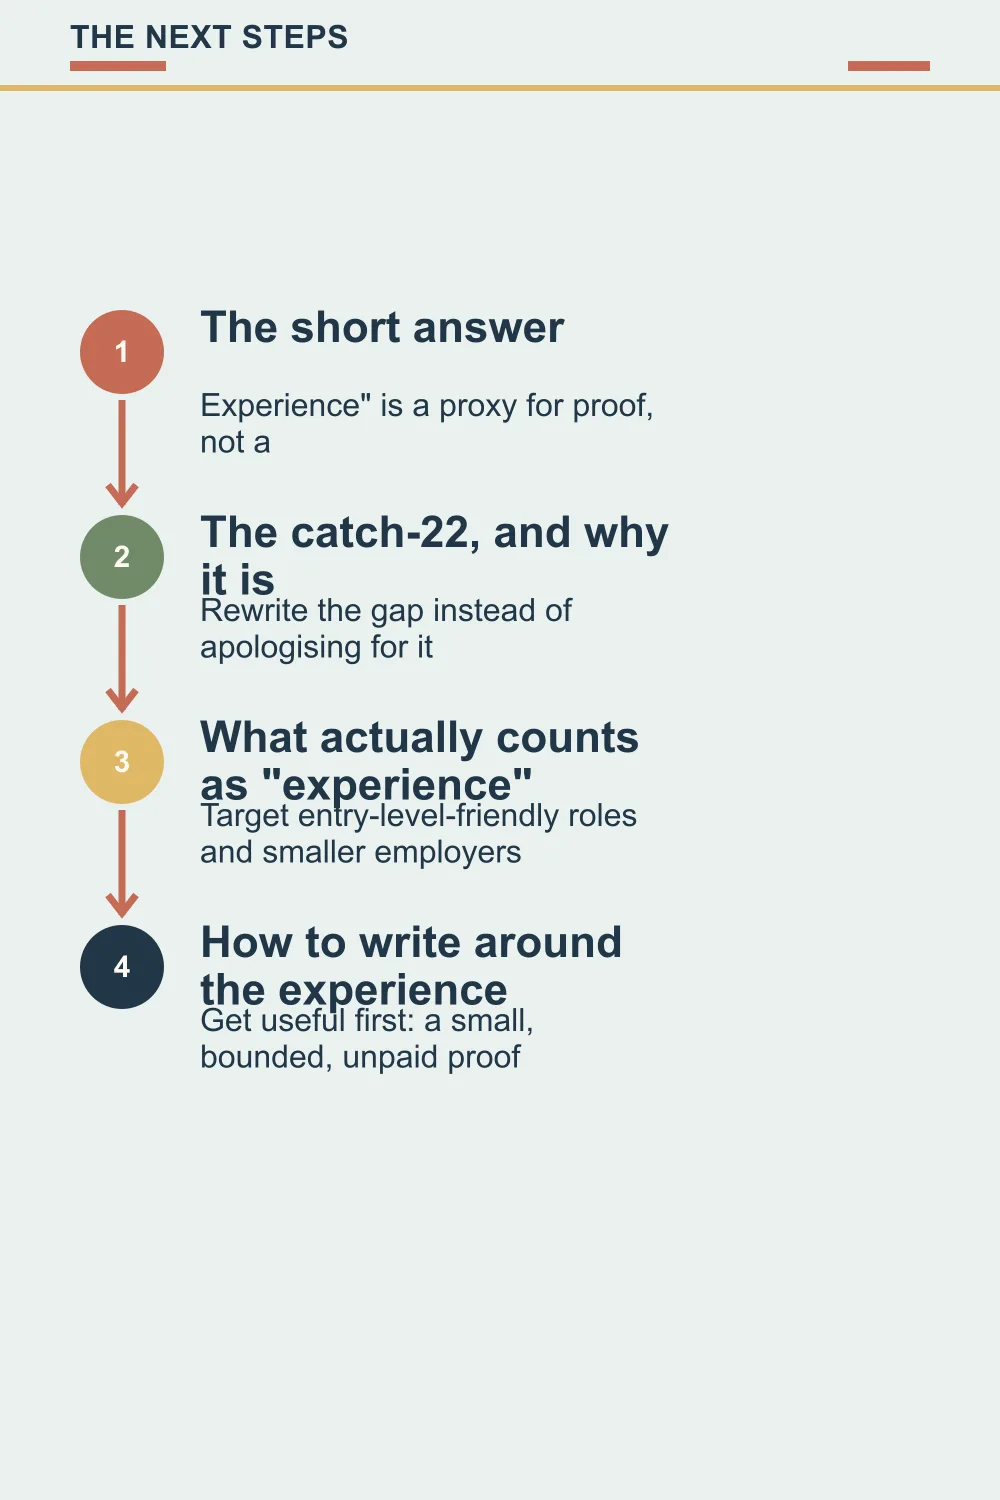 THE NEXT STEPS
1
The short answer
Experience" is a proxy for proof,
not a
2
The catch-22, and why
it is
Rewrite the gap instead of
apologising for it
3
What actually counts
as "experience"
Target entry-level-friendly roles
and smaller employers
4
How to write around
the experience
Get useful first: a small,
bounded, unpaid proof